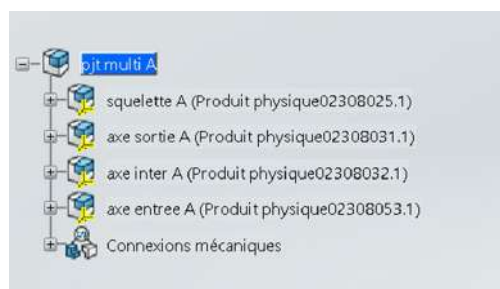 pjt multi A
squelette A (Produit physique02308025.1)
axe sortie A (Produit physique02308031.1)
axe inter A (Produit physique02308032.1)
axe entree A (Produit physique02308053.1)
Connexions mécaniques